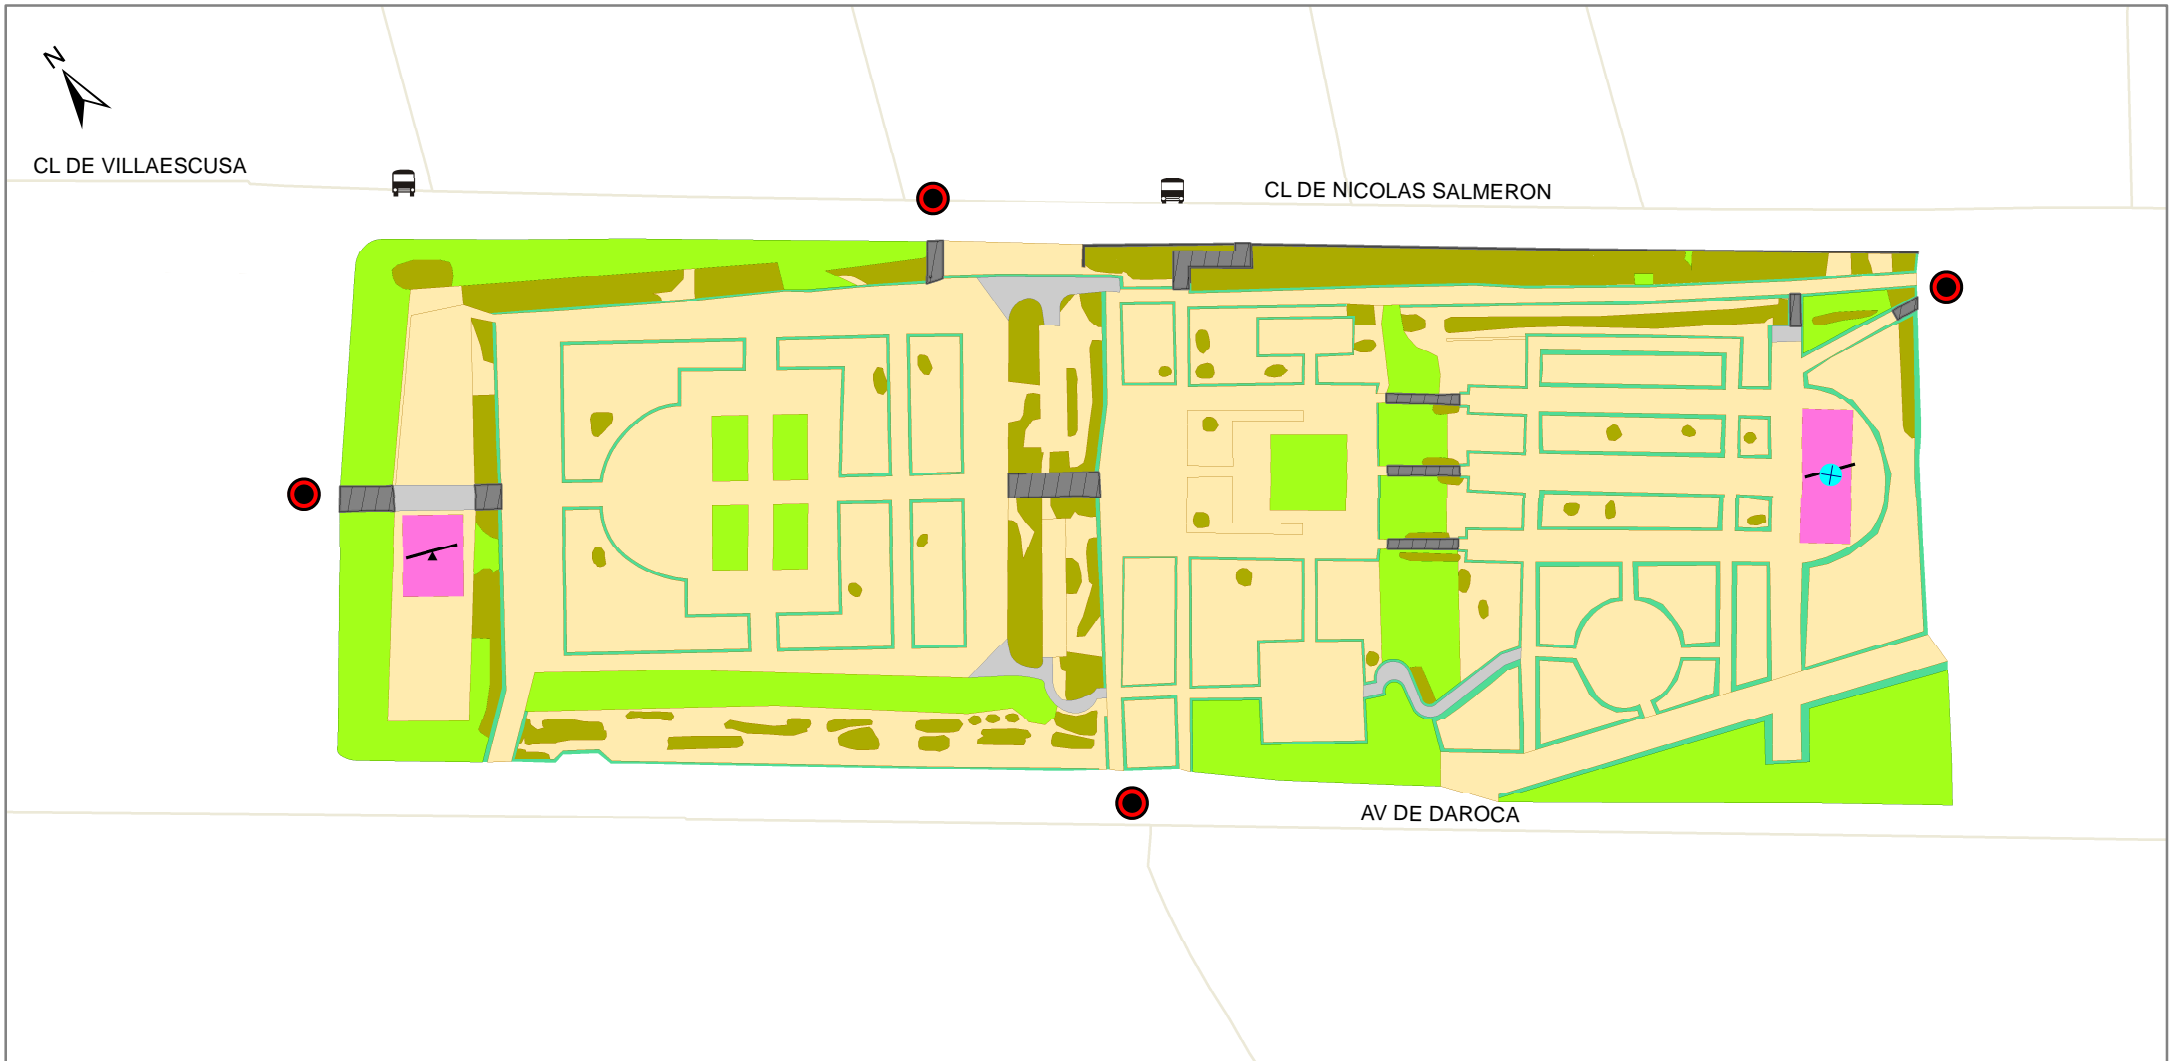 N
CL DE VILLAESCUSA
CL DE NICOLAS SALMERON
AV DE DAROCA